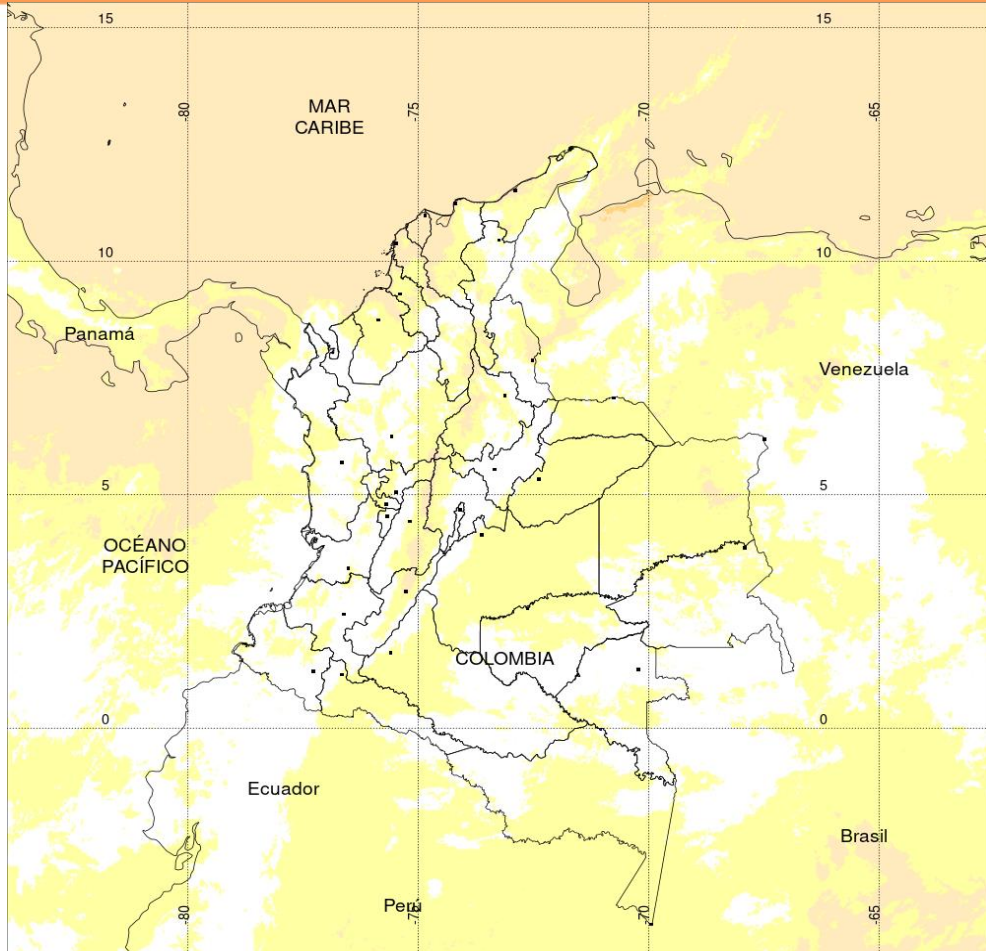 15
15
-80
-75
-70
-65
MAR
CARIBE
10
10
Panamá
Venezuela
5
5
OCÉANO
PACÍFICO
COLOMBIA
0
0
Ecuador
Brasil
Perú
-80
-75
-70
-65